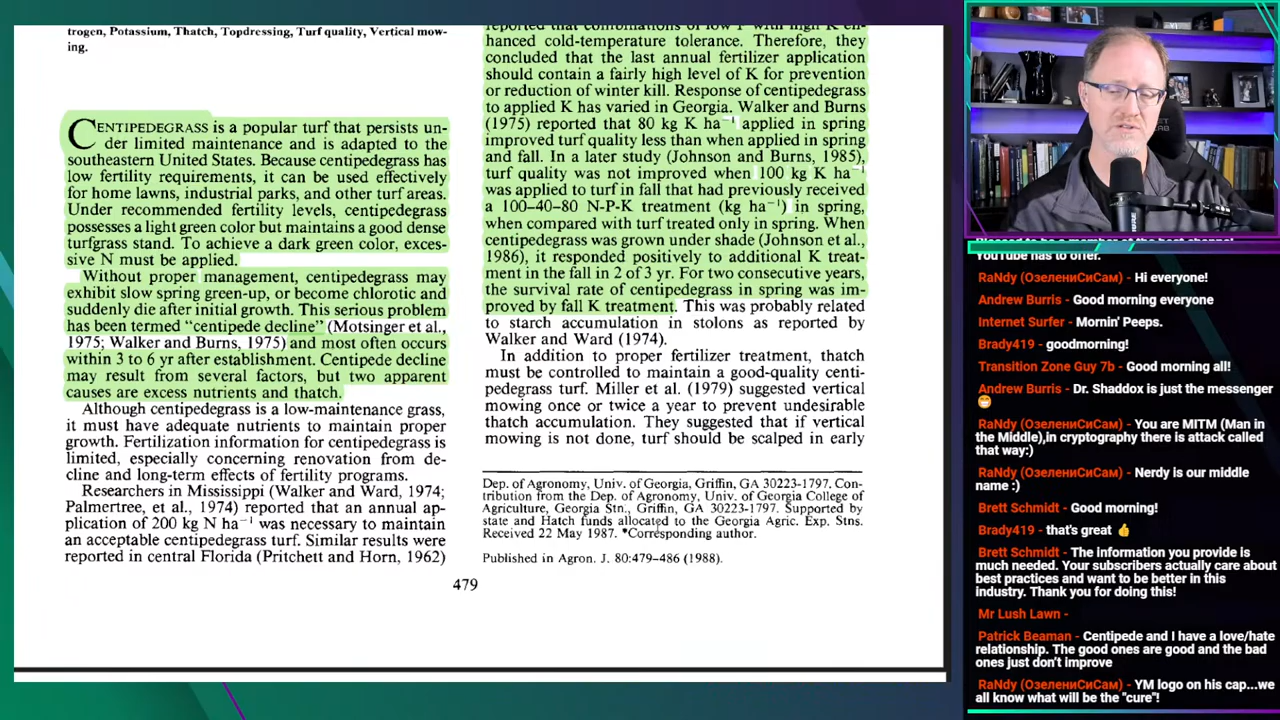 trogen, Potassium, Thatch, Topdressing, Turf quality, Vertical mow-
ing.
CENTIPEDEGRASS is a popular turf that persists un-
der limited maintenance and is adapted to the
southeastern United States. Because centipedegrass has
low fertility requirements, it can be used effectively
for home lawns, industrial parks, and other turf areas.
Under recommended fertility levels, centipedegrass
possesses a light green color but maintains a good dense
turfgrass stand. To achieve a dark green color, exces-
sive N must be applied.
Without proper management, centipedegrass may
exhibit slow spring green-up, or become chlorotic and
suddenly die after initial growth. This serious problem
has been termed “centipede decline” (Motsinger et al.,
1975; Walker and Burns, 1975) and most often occurs
within 3 to 6 yr after establishment. Centipede decline
may result from several factors, but two apparent
causes are excess nutrients and thatch.
Although centipedegrass is a low-maintenance grass,
it must have adequate nutrients to maintain proper
growth. Fertilization information for centipedegrass is
limited, especially concerning renovation from de-
cline and long-term effects of fertility programs.
Researchers in Mississippi (Walker and Ward, 1974;
Palmertree, et al., 1974) reported that an annual ap-
plication of 200 kg N ha⁻¹ was necessary to maintain
an acceptable centipedegrass turf. Similar results were
reported in central Florida (Pritchett and Horn, 1962)
reported that combinations of low P with high K en-
hanced cold-temperature tolerance. Therefore, they
concluded that the last annual fertilizer application
should contain a fairly high level of K for prevention
or reduction of winter kill. Response of centipedegrass
to applied K has varied in Georgia. Walker and Burns
(1975) reported that 80 kg K ha⁻¹ applied in spring
improved turf quality less than when applied in spring
and fall. In a later study (Johnson and Burns, 1985),
turf quality was not improved when 100 kg K ha⁻¹
was applied to turf in fall that had previously received
a 100–40–80 N-P-K treatment (kg ha⁻¹) in spring,
when compared with turf treated only in spring. When
centipedegrass was grown under shade (Johnson et al.,
1986), it responded positively to additional K treat-
ment in the fall in 2 of 3 yr. For two consecutive years,
the survival rate of centipedegrass in spring was im-
proved by fall K treatment. This was probably related
to starch accumulation in stolons as reported by
Walker and Ward (1974).
In addition to proper fertilizer treatment, thatch
must be controlled to maintain a good-quality centi-
pedegrass turf. Miller et al. (1979) suggested vertical
mowing once or twice a year to prevent undesirable
thatch accumulation. They suggested that if vertical
mowing is not done, turf should be scalped in early
Dep. of Agronomy, Univ. of Georgia, Griffin, GA 30223-1797. Con-
tribution from the Dep. of Agronomy, Univ. of Georgia College of
Agriculture, Georgia Stn., Griffin, GA 30223-1797. Supported by
state and Hatch funds allocated to the Georgia Agric. Exp. Stns.
Received 22 May 1987. *Corresponding author.
Published in Agron. J. 80:479–486 (1988).
479
YouTube has to offer.
RaNdy (ОзелениСиСам) - Hi everyone!
Andrew Burris - Good morning everyone
Internet Surfer - Mornin' Peeps.
Brady419 - goodmorning!
Transition Zone Guy 7b - Good morning all!
Andrew Burris - Dr. Shaddox is just the messenger
😁
RaNdy (ОзелениСиСам) - You are MITM (Man in
the Middle),in cryptography there is attack called
that way:)
RaNdy (ОзелениСиСам) - Nerdy is our middle
name :)
Brett Schmidt - Good morning!
Brady419 - that's great 👍
Brett Schmidt - The information you provide is
much needed. Your subscribers actually care about
best practices and want to be better in this
industry. Thank you for doing this!
Mr Lush Lawn -
Patrick Beaman - Centipede and I have a love/hate
relationship. The good ones are good and the bad
ones just don't improve
RaNdy (ОзелениСиСам) - YM logo on his cap...we
all know what will be the "cure"!